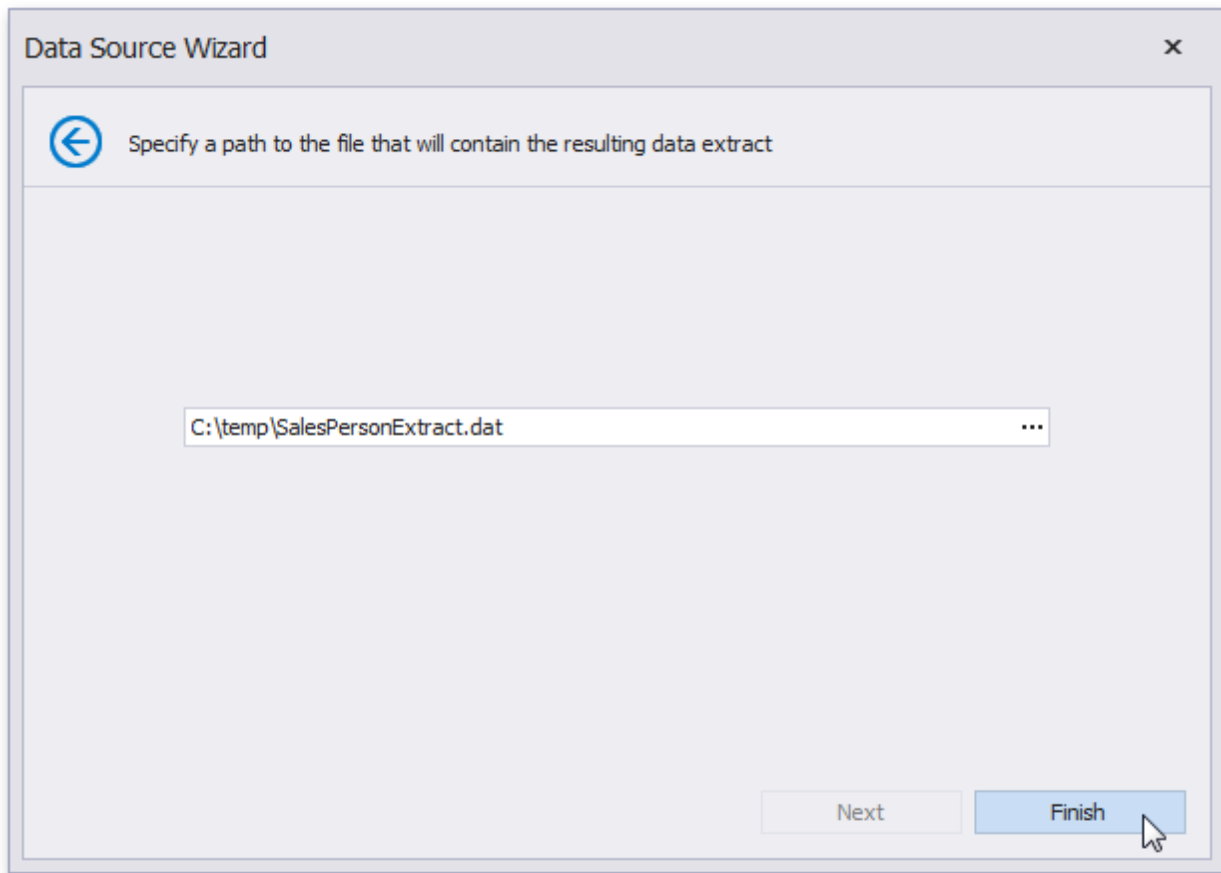 Data Source Wizard
Specify a path to the file that will contain the resulting data extract
C:\temp\SalesPersonExtract.dat ...
Next Finish